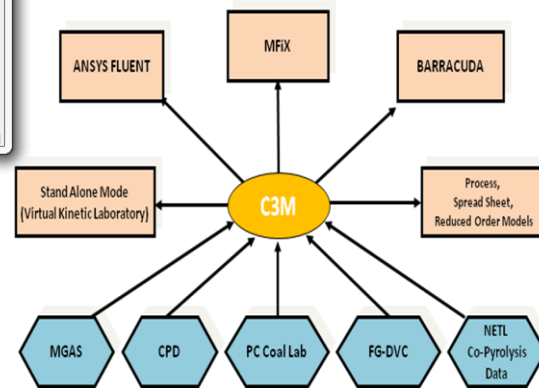 MFiX
ANSYS FLUENT
BARRACUDA
Stand Alone Mode
(Virtual Kinetic Laboratory)
C3M
Process,
Spread Sheet,
Reduced Order Models
MGAS
CPD
PC Coal Lab
FG-DVC
NETL
Co-Pyrolysis
Data